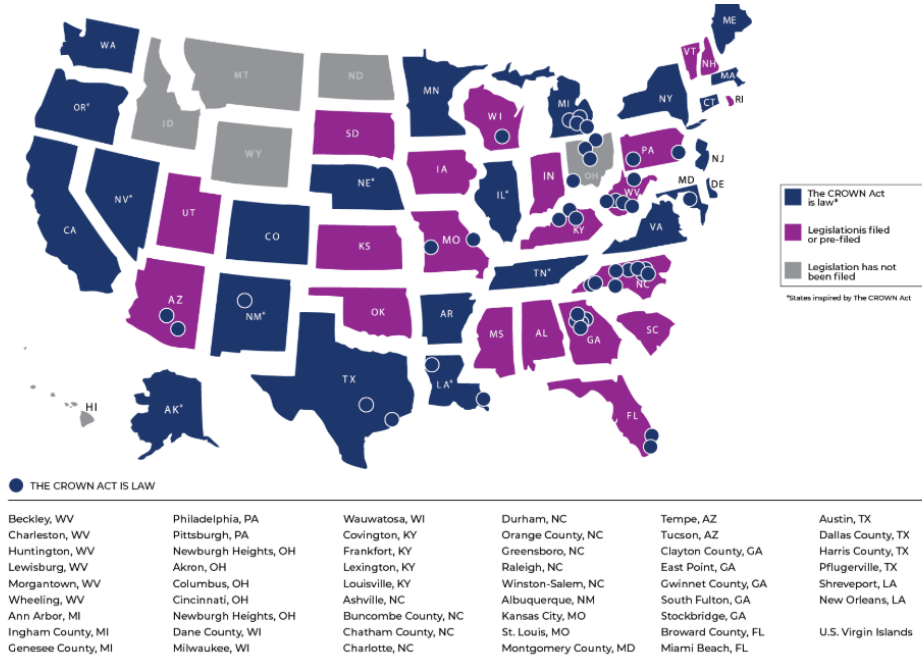 ME
WA
VT
NH
MT
ND
MN
OR*
MA
MI
NY
WI
CT
RI
ID
SD
WY
PA
IA
NJ
OH
NE*
IN
MD
DE
IL*
NV*
WV
UT
VA
CO
CA
KS
MO
KY
TN*
NC
AZ
OK
AR
NM*
SC
MS
AL
GA
TX
LA*
HI
AK*
FL
The CROWN Act
is law*
Legislationis filed
or pre-filed
Legislation has not
been filed
*States inspired by The CROWN Act
THE CROWN ACT IS LAW
Beckley, WV
Charleston, WV
Huntington, WV
Lewisburg, WV
Morgantown, WV
Wheeling, WV
Ann Arbor, MI
Ingham County, MI
Genesee County, MI
Philadelphia, PA
Pittsburgh, PA
Newburgh Heights, OH
Akron, OH
Columbus, OH
Cincinnati, OH
Newburgh Heights, OH
Dane County, WI
Milwaukee, WI
Wauwatosa, WI
Covington, KY
Frankfort, KY
Lexington, KY
Louisville, KY
Ashville, NC
Buncombe County, NC
Chatham County, NC
Charlotte, NC
Durham, NC
Orange County, NC
Greensboro, NC
Raleigh, NC
Winston-Salem, NC
Albuquerque, NM
Kansas City, MO
St. Louis, MO
Montgomery County, MD
Tempe, AZ
Tucson, AZ
Clayton County, GA
East Point, GA
Gwinnet County, GA
South Fulton, GA
Stockbridge, GA
Broward County, FL
Miami Beach, FL
Austin, TX
Dallas County, TX
Harris County, TX
Pflugerville, TX
Shreveport, LA
New Orleans, LA
U.S. Virgin Islands